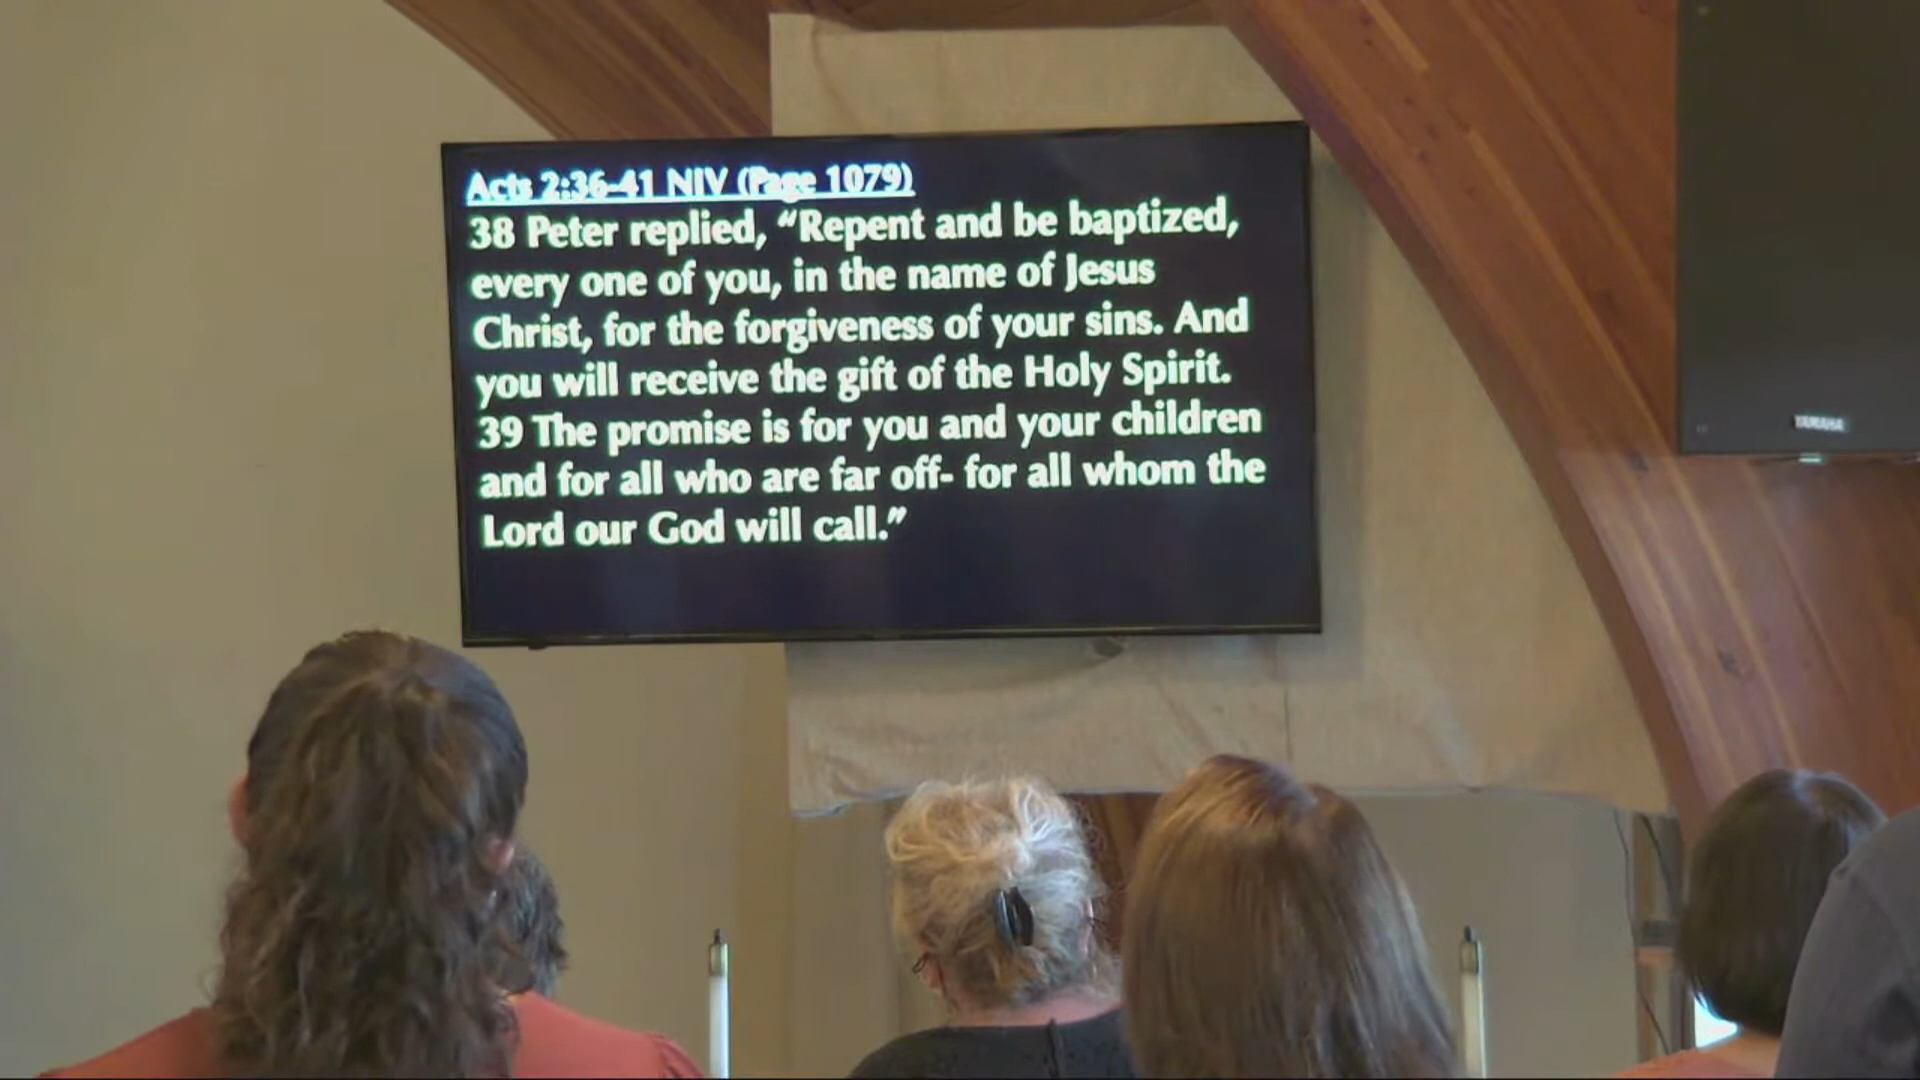 Acts 2:36-41 NIV (Page 1079)
38 Peter replied, “Repent and be baptized,
every one of you, in the name of Jesus
Christ, for the forgiveness of your sins. And
you will receive the gift of the Holy Spirit.
39 The promise is for you and your children
and for all who are far off- for all whom the
Lord our God will call.”
YAMAHA